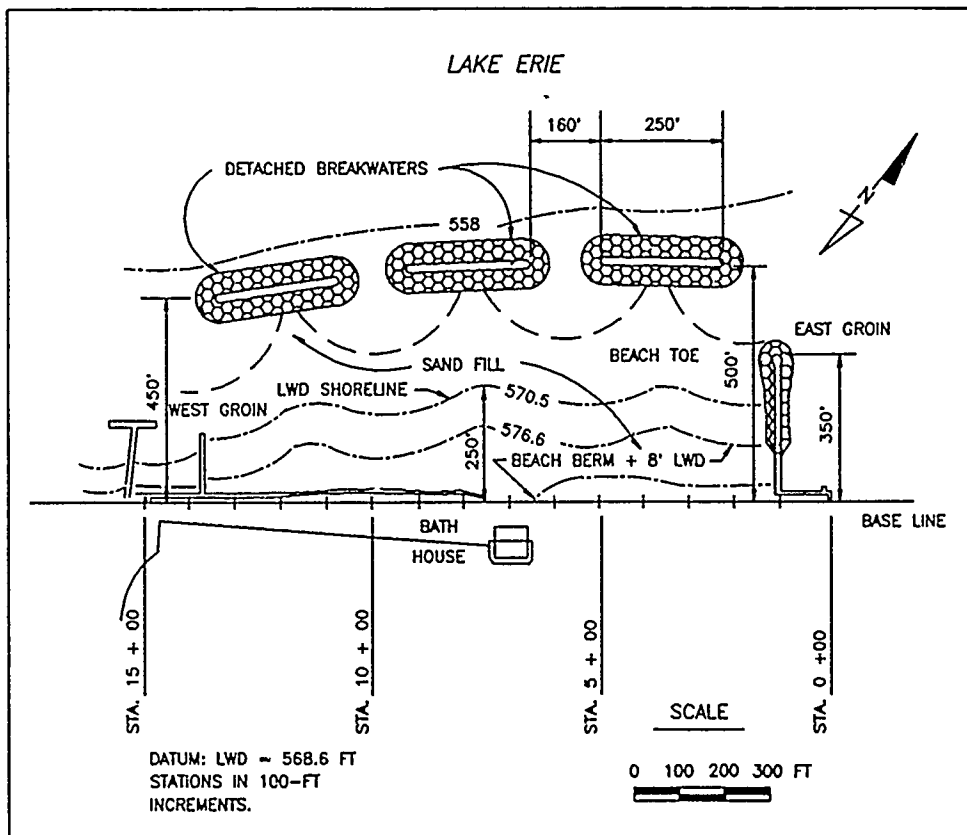 LAKE ERIE
160'
250'
DETACHED BREAKWATERS
N
558
EAST GROIN
SAND FILL
BEACH TOE
450'
LWD SHORELINE
500'
570.5
WEST GROIN
350'
576.6
250'
BEACH BERM + 8' LWD
BASE LINE
BATH
HOUSE
STA. 15 + 00
STA. 10 + 00
STA. 5 + 00
STA. 0 +00
SCALE
DATUM: LWD = 568.6 FT
STATIONS IN 100-FT
INCREMENTS.
0 100 200 300 FT